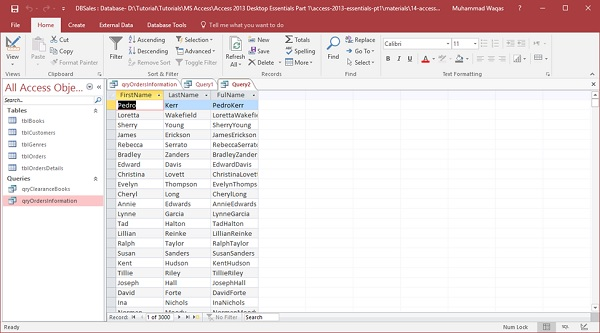 DBSales : Database- D:\Tutorial\Tutorials\MS Access\Access 2013 Desktop Essentials Part 1\access-2013-essentials-pt1\materials\14-access...
Muhammad Waqas
File Home Create External Data Database Tools Tell me what you want to do
View
Views
Paste
Cut
Copy
Format Painter
Clipboard
Filter
Ascending
Descending
Remove Sort
Selection
Advanced
Toggle Filter
Sort & Filter
Refresh All
New
Save
Delete
Totals
Spelling
More
Records
Find
Replace
Go To
Select
Find
Calibri 11
B I U
Text Formatting
All Access Obje...
Search...
Tables
tblBooks
tblCustomers
tblGenres
tblOrders
tblOrdersDetails
Queries
qryClearanceBooks
qryOrdersInformation
qryOrdersInformation Query1 Query2
FirstName LastName FulName
Pedro Kerr PedroKerr
Loretta Wakefield LorettaWakefi
Sherry Young SherryYoung
James Erickson JamesErickson
Rebecca Serrato RebeccaSerrato
Bradley Zanders BradleyZander
Edward Davis EdwardDavis
Christina Lovett ChristinaLovett
Evelyn Thompson EvelynThomps
Cheryl Long CherylLong
Annie Edwards AnnieEdwards
Lynne Garcia LynneGarcia
Tad Halton TadHalton
Lillian Reinke LillianReinke
Ralph Taylor RalphTaylor
Susan Sanders SusanSanders
Kent Hudson KentHudson
Tillie Riley TillieRiley
Joseph Hall JosephHall
David Forte DavidForte
Ina Nichols InaNichols
Record: 1 of 3000 No Filter Search
Ready
Num Lock
SQL